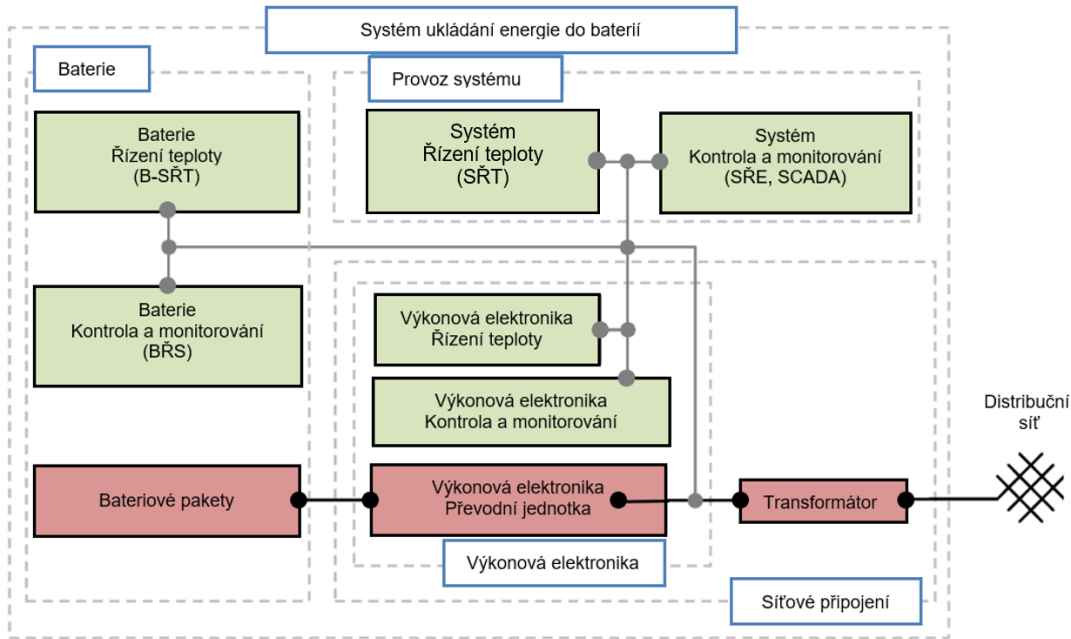 Systém ukládání energie do baterií
Baterie
Provoz systému
Baterie
Řízení teploty
(B-SŘT)
Systém
Řízení teploty
(SŘT)
Systém
Kontrola a monitorování
(SŘE, SCADA)
Baterie
Kontrola a monitorování
(BŘS)
Výkonová elektronika
Řízení teploty
Výkonová elektronika
Kontrola a monitorování
Distribuční
síť
Bateriové pakety
Výkonová elektronika
Převodní jednotka
Transformátor
Výkonová elektronika
Síťové připojení